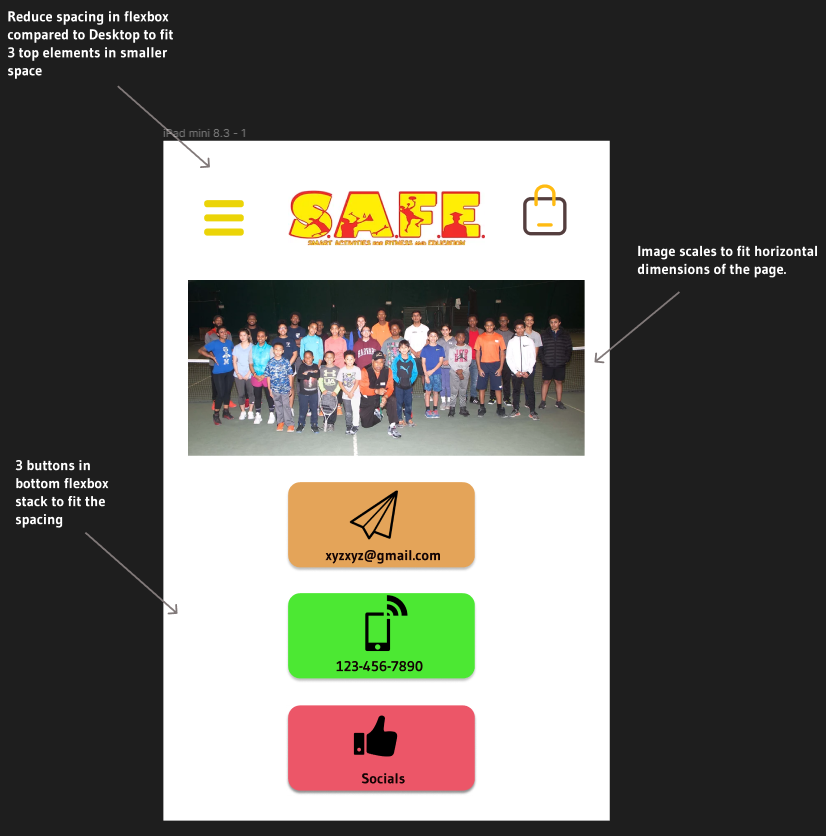 Reduce spacing in flexbox
compared to Desktop to fit
3 top elements in smaller
space
iPad mini 8.3 - 1
S.A.F.E.
SMART ACTIVITIES FOR FITNESS AND EDUCATION
Image scales to fit horizontal
dimensions of the page.
HARVARD
3 buttons in
bottom flexbox
stack to fit the
spacing
xyzxyz@gmail.com
123-456-7890
Socials